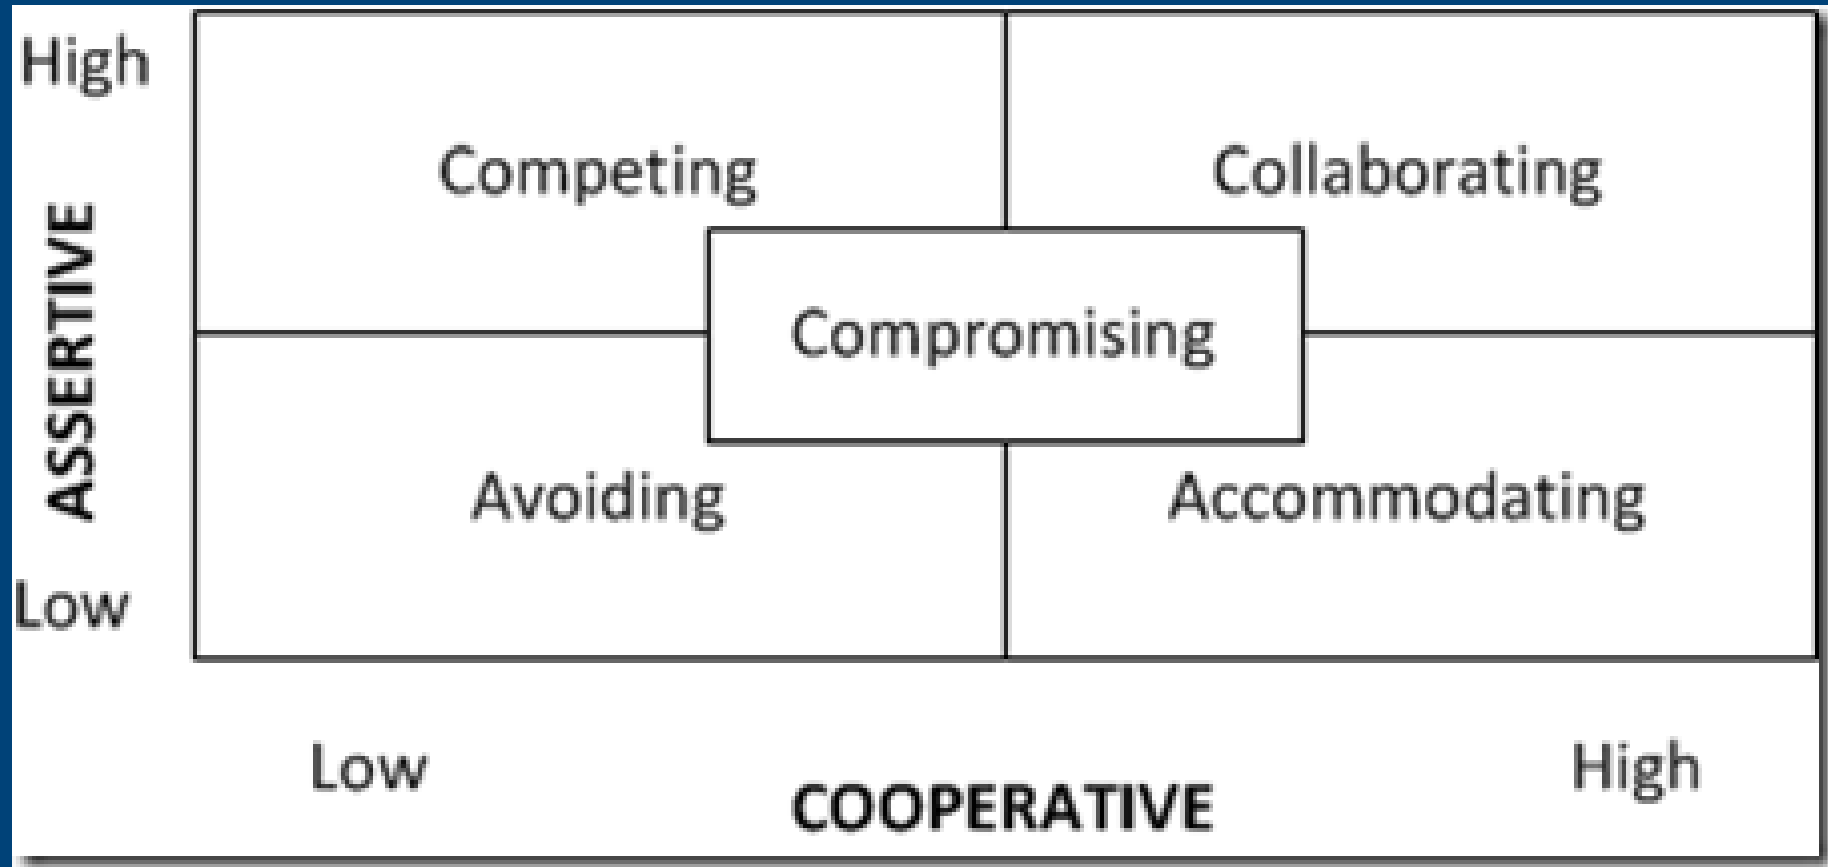 High
Competing
Collaborating
ASSERTIVE
Compromising
Avoiding
Accommodating
Low
Low
High
COOPERATIVE